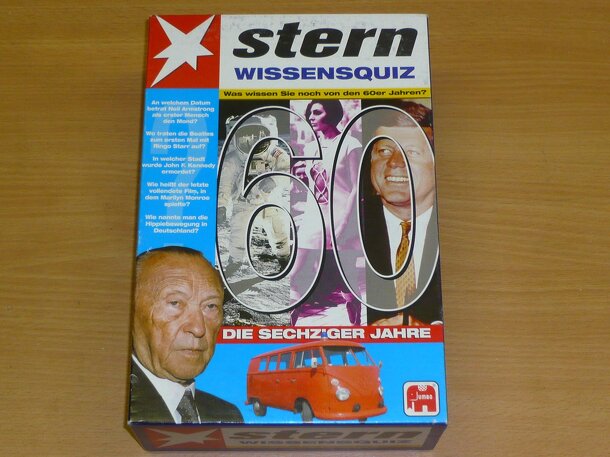 stern
WISSENSQUIZ
Was wissen Sie noch von den 60er Jahren?
An welchem Datum
betrat Neil Armstrong
als erster Mensch
den Mond?
Wo traten die Beatles
zum ersten Mal mit
Ringo Starr auf?
In welcher Stadt
wurde John F. Kennedy
ermordet?
Wie heißt der letzte
vollendete Film, in
dem Marilyn Monroe
spielte?
Wie nannte man die
Hippiebewegung in
Deutschland?
60
DIE SECHZIGER JAHRE
Jumbo
stern
WISSENSQUIZ